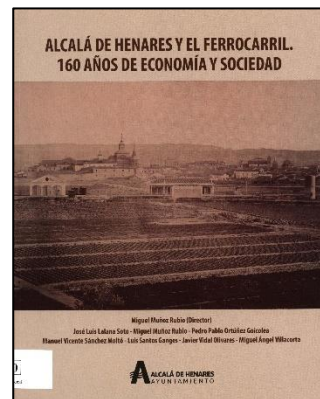 ALCALÁ DE HENARES Y EL FERROCARRIL.
160 AÑOS DE ECONOMÍA Y SOCIEDAD
Miguel Muñoz Rubio (Director)
José Luis Lalana Soto - Miguel Muñoz Rubio - Pedro Pablo Ortúñez Goicolea
Manuel Vicente Sánchez Moltó - Luis Santos Ganges - Javier Vidal Olivares - Miguel Ángel Villacorta
ALCALÁ DE HENARES
AYUNTAMIENTO